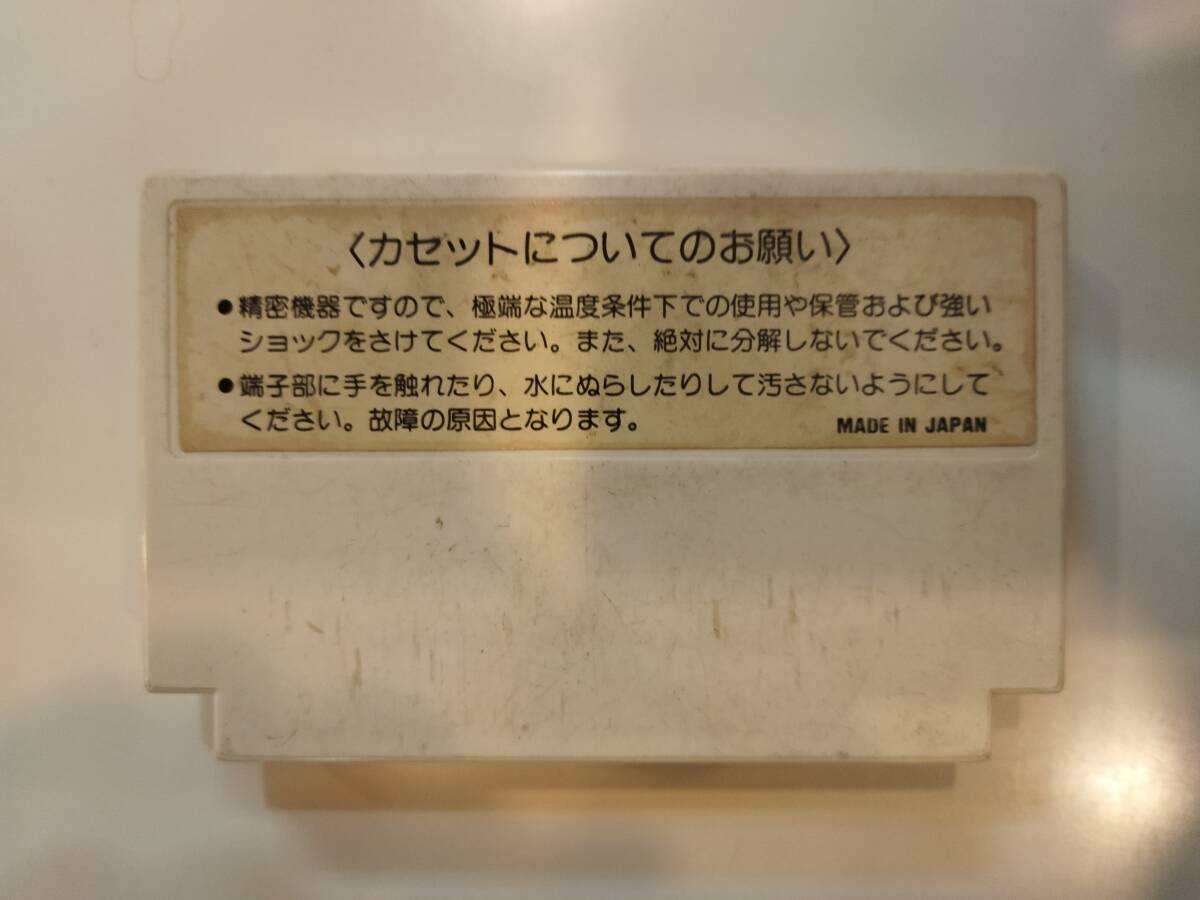 〈カセットについてのお願い〉
●精密機器ですので、極端な温度条件下での使用や保管および強い
ショックをさけてください。また、絶対に分解しないでください。
●端子部に手を触れたり、水にぬらしたりして汚さないようにして
ください。故障の原因となります。
MADE IN JAPAN